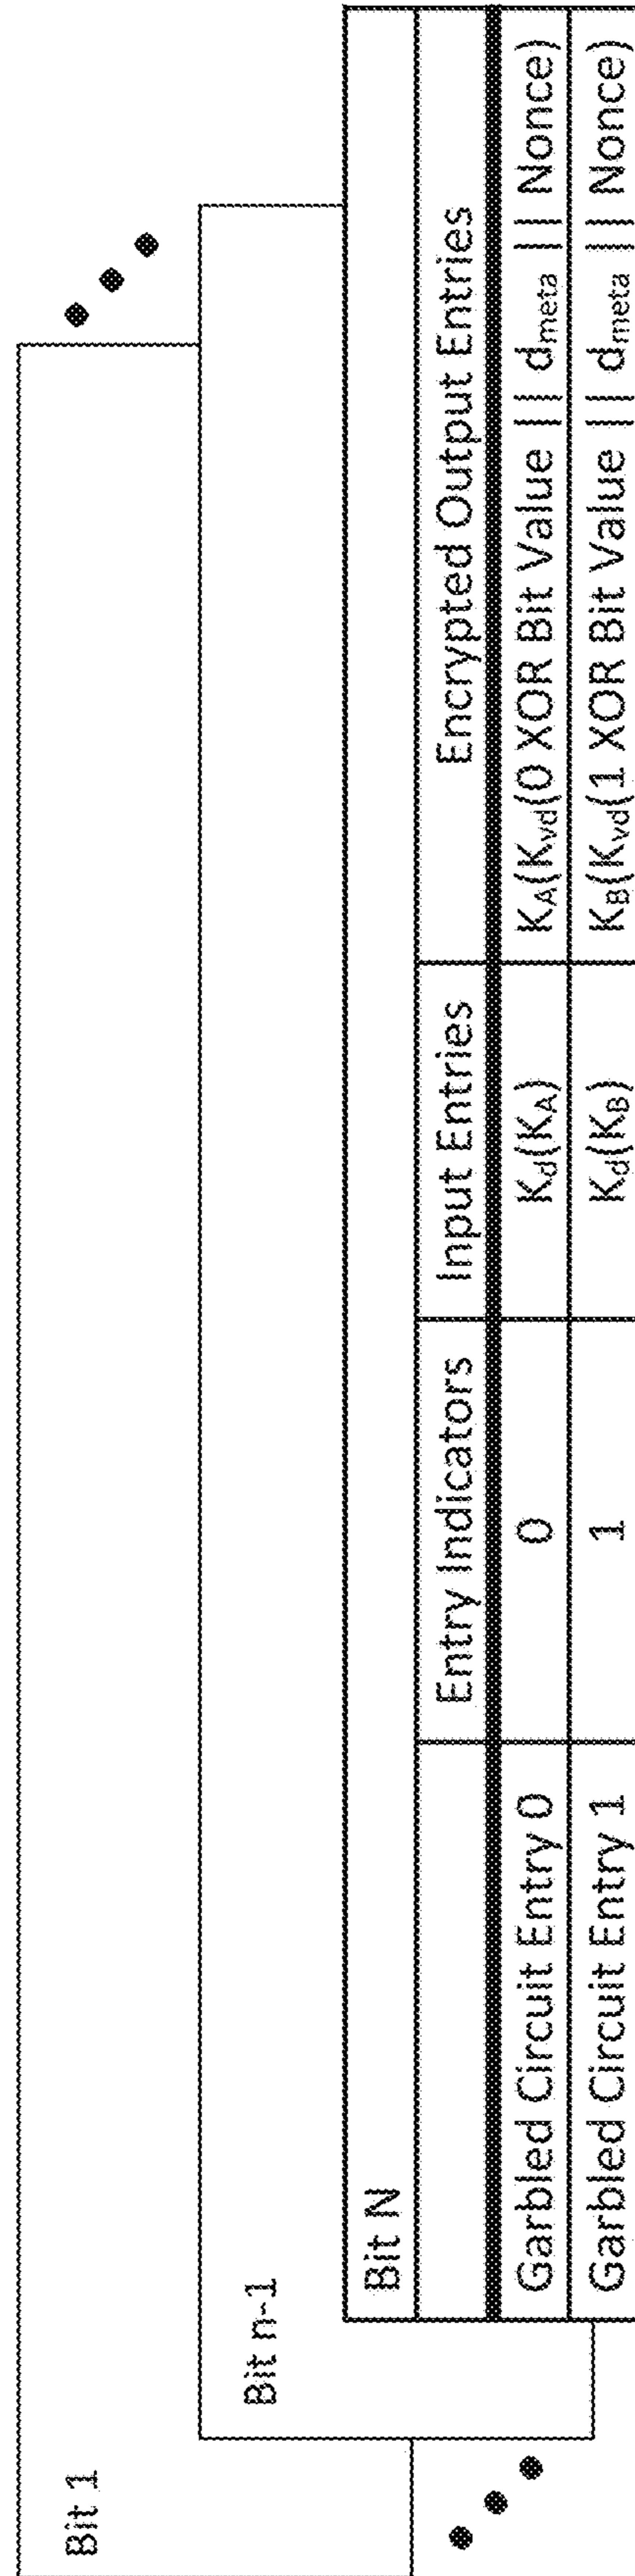 Bit 1
Bit n-1
Bit N
Entry Indicators Input Entries Encrypted Output Entries
Garbled Circuit Entry 0 0 Kd(KA) KA(Kvd(0 XOR Bit Value || dmeta || Nonce)
Garbled Circuit Entry 1 1 Kd(KB) KB(Kvd(1 XOR Bit Value || dmeta || Nonce)